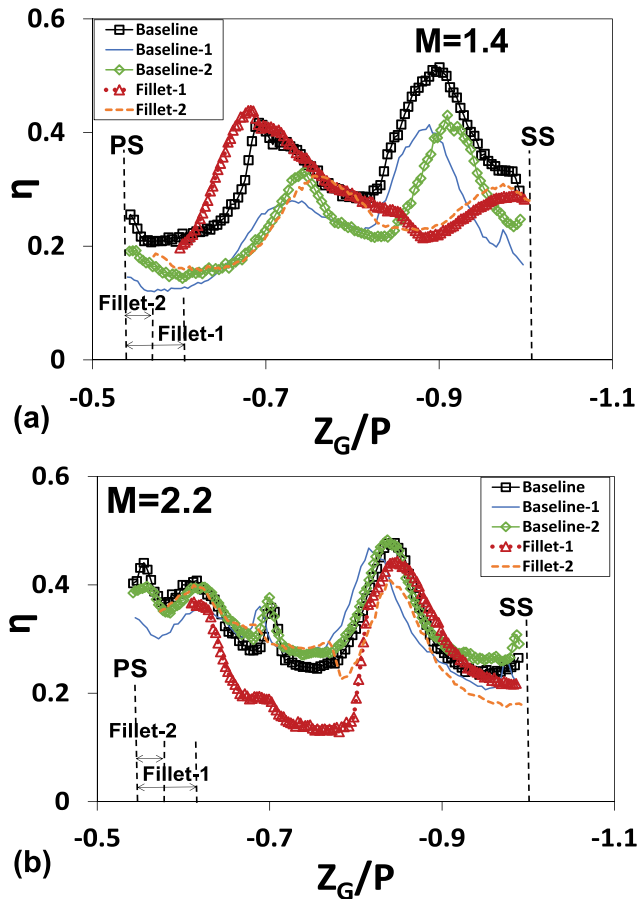 0.6
Baseline
Baseline-1
Baseline-2
Fillet-1
Fillet-2
M=1.4
PS
SS
0.4
η
0.2
Fillet-2
Fillet-1
0
-0.5
-0.7
-0.9
-1.1
(a)
Z_G/P
0.6
M=2.2
Baseline
Baseline-1
Baseline-2
Fillet-1
Fillet-2
0.4
η
PS
SS
0.2
Fillet-2
Fillet-1
0
-0.5
-0.7
-0.9
-1.1
(b)
Z_G/P